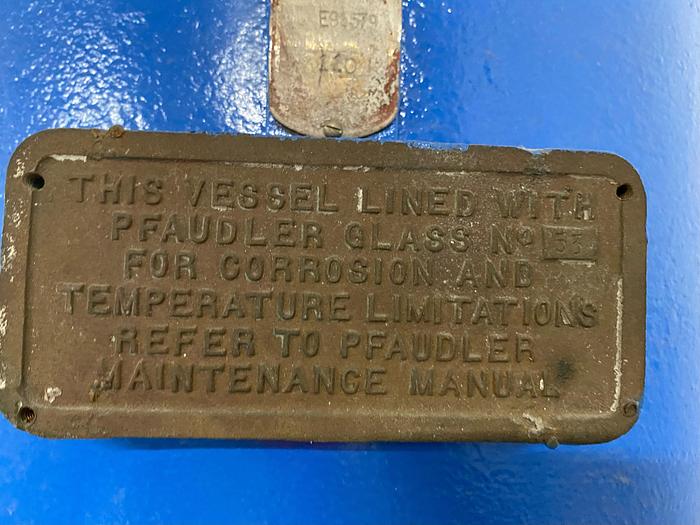 THIS VESSEL LINED WITH
PFAUDLER GLASS Nº 53
FOR CORROSION AND
TEMPERATURE LIMITATIONS
REFER TO PFAUDLER
MAINTENANCE MANUAL